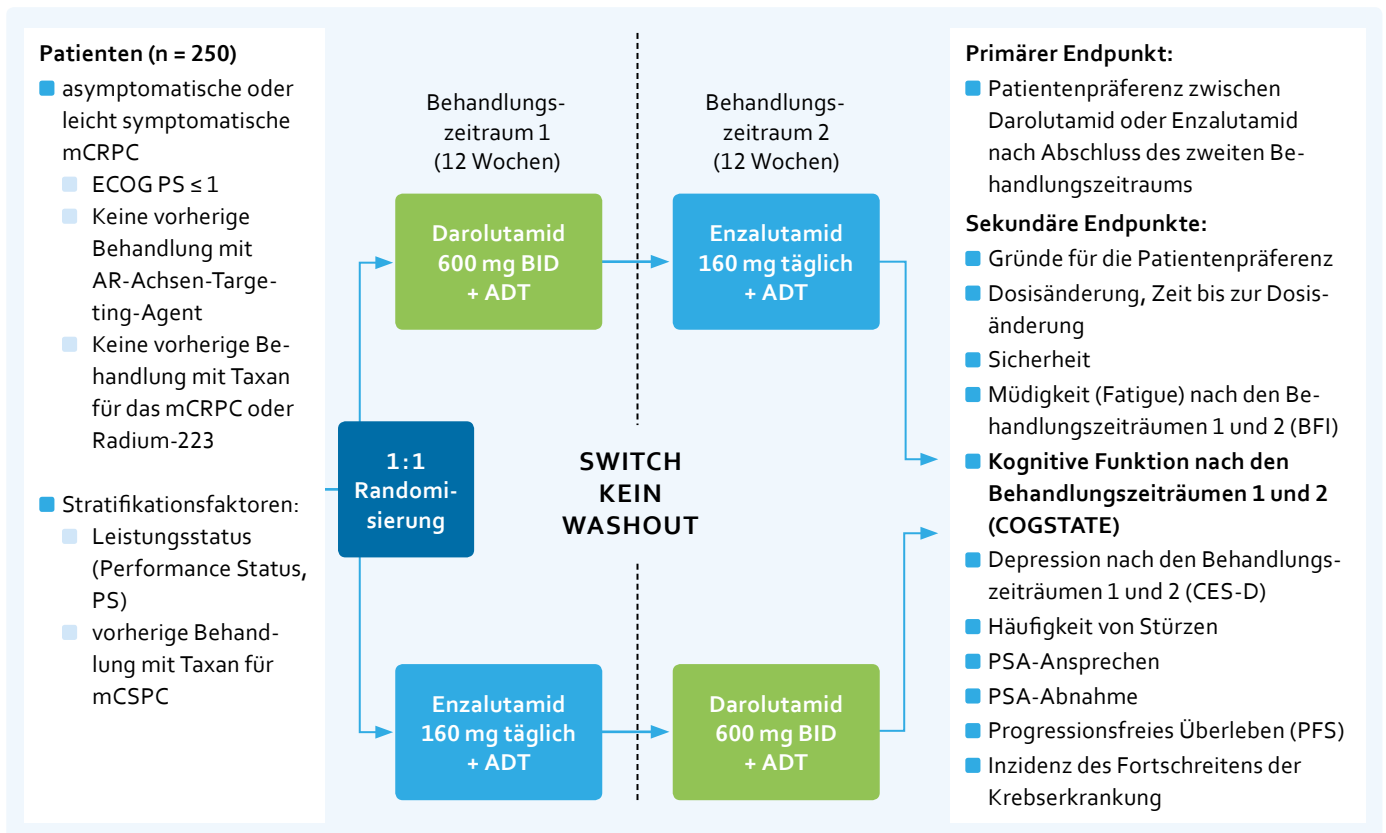 Patienten (n = 250)
asymptomatische oder
leicht symptomatische
mCRPC
ECOG PS ≤ 1
Keine vorherige
Behandlung mit
AR-Achsen-Targe-
ting-Agent
Keine vorherige Be-
handlung mit Taxan
für das mCRPC oder
Radium-223
Stratifikationsfaktoren:
Leistungsstatus
(Performance Status,
PS)
vorherige Behand-
lung mit Taxan für
mCSPC
1:1
Randomi-
sierung
Behandlungs-
zeitraum 1
(12 Wochen)
Darolutamid
600 mg BID
+ ADT
Enzalutamid
160 mg täglich
+ ADT
SWITCH
KEIN
WASHOUT
Behandlungs-
zeitraum 2
(12 Wochen)
Enzalutamid
160 mg täglich
+ ADT
Darolutamid
600 mg BID
+ ADT
Primärer Endpunkt:
Patientenpräferenz zwischen
Darolutamid oder Enzalutamid
nach Abschluss des zweiten Be-
handlungszeitraums
Sekundäre Endpunkte:
Gründe für die Patientenpräferenz
Dosisänderung, Zeit bis zur Dosis-
änderung
Sicherheit
Müdigkeit (Fatigue) nach den Be-
handlungszeiträumen 1 und 2 (BFI)
Kognitive Funktion nach den
Behandlungszeiträumen 1 und 2
(COGSTATE)
Depression nach den Behandlungs-
zeiträumen 1 und 2 (CES-D)
Häufigkeit von Stürzen
PSA-Ansprechen
PSA-Abnahme
Progressionsfreies Überleben (PFS)
Inzidenz des Fortschreitens der
Krebserkrankung